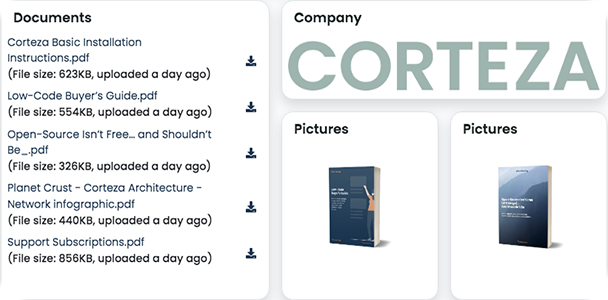 Documents
Corteza Basic Installation
Instructions.pdf
(File size: 623KB, uploaded a day ago)
Low-Code Buyer's Guide.pdf
(File size: 554KB, uploaded a day ago)
Open-Source Isn't Free... and Shouldn't
Be_.pdf
(File size: 326KB, uploaded a day ago)
Planet Crust - Corteza Architecture -
Network infographic.pdf
(File size: 440KB, uploaded a day ago)
Support Subscriptions.pdf
(File size: 856KB, uploaded a day ago)
Company
CORTEZA
Pictures
Pictures